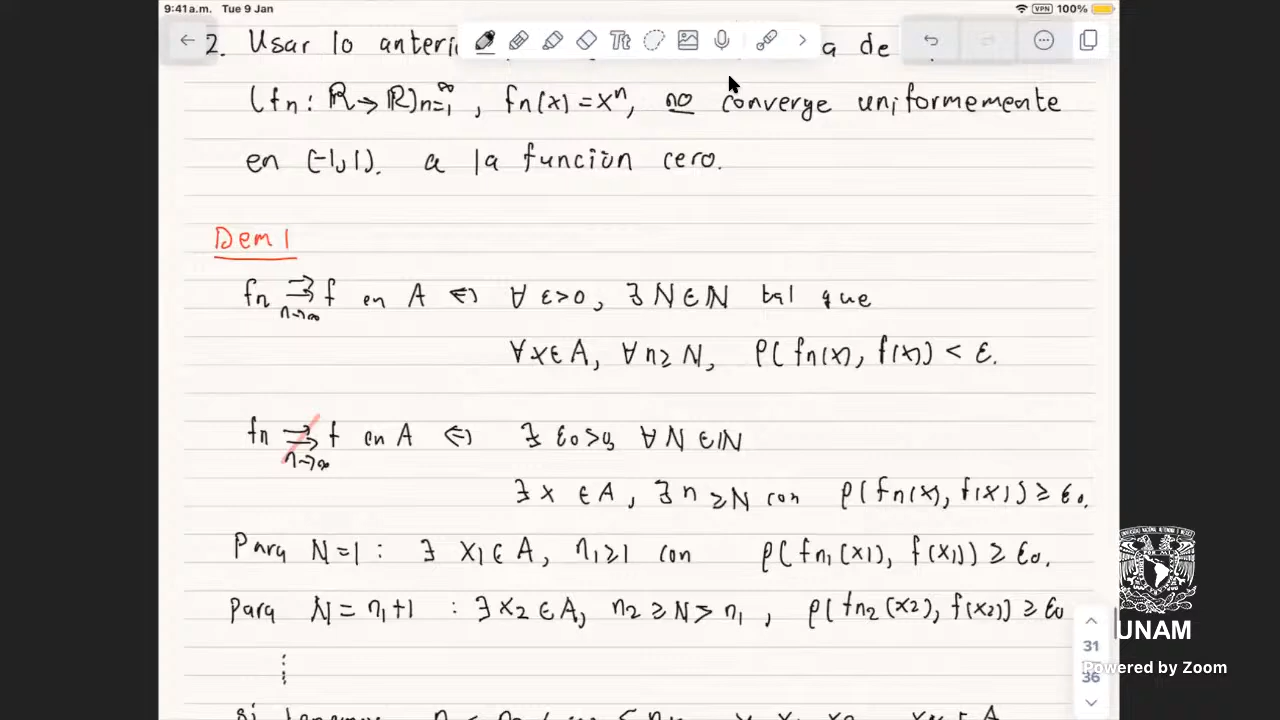 9:41 a.m. Tue 9 Jan
VPN 100%
2. Usar lo anteri a de
(fn: ℝ→ℝ)n=1^∞, fn(x) = x^n, no converge uniformemente
en (-1,1). a la función cero.
Dem 1
fn ⇉ f en A ⇔ ∀ ε>0, ∃ N∈ℕ tal que
n→∞
∀x∈A, ∀n≥N, ρ(fn(x), f(x)) < ε.
fn ⇉̸ f en A ⇔ ∃ ε0>0, ∀N∈ℕ
n→∞
∃ x ∈A, ∃ n ≥N con ρ(fn(x), f(x)) ≥ ε0.
Para N=1: ∃ x1∈A, n1≥1 con ρ(fn1(x1), f(x1)) ≥ ε0.
Para N= n1+1 : ∃ x2∈A, n2 ≥N > n1, ρ(fn2(x2), f(x2)) ≥ ε0
⋮
si tenemos
31
36
UNAM
Powered by Zoom